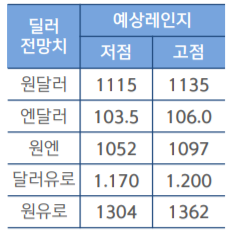 딜러 전망치 예상레인지
저점 고점
원달러 1115 1135
엔달러 103.5 106.0
원엔 1052 1097
달러유로 1.170 1.200
원유로 1304 1362